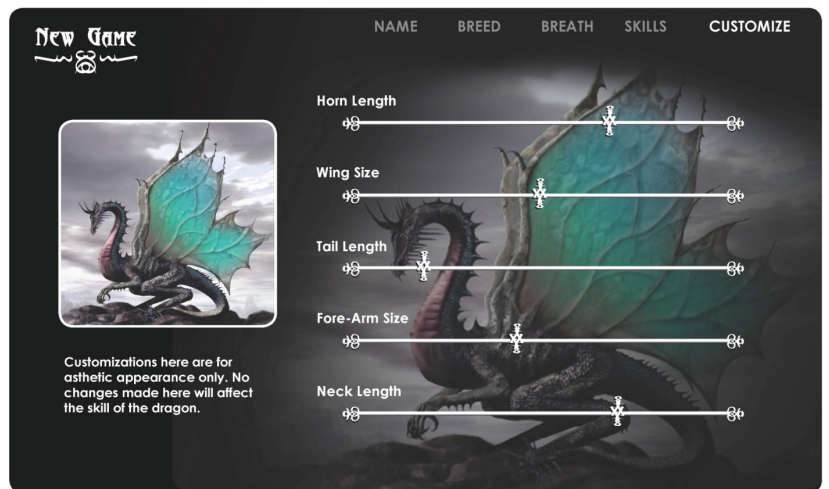 New Game
NAME BREED BREATH SKILLS CUSTOMIZE
Horn Length
Wing Size
Tail Length
Fore-Arm Size
Neck Length
Customizations here are for
asthetic appearance only. No
changes made here will affect
the skill of the dragon.